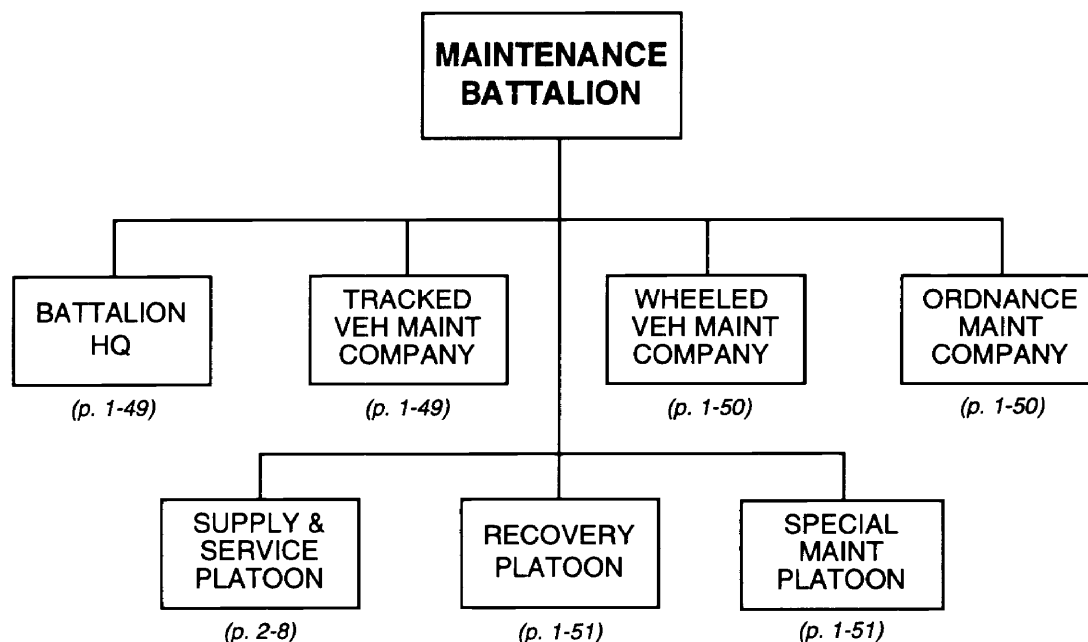 MAINTENANCE
BATTALION
BATTALION
HQ
(p. 1-49)
TRACKED
VEH MAINT
COMPANY
(p. 1-49)
WHEELED
VEH MAINT
COMPANY
(p. 1-50)
ORDNANCE
MAINT
COMPANY
(p. 1-50)
SUPPLY &
SERVICE
PLATOON
(p. 2-8)
RECOVERY
PLATOON
(p. 1-51)
SPECIAL
MAINT
PLATOON
(p. 1-51)